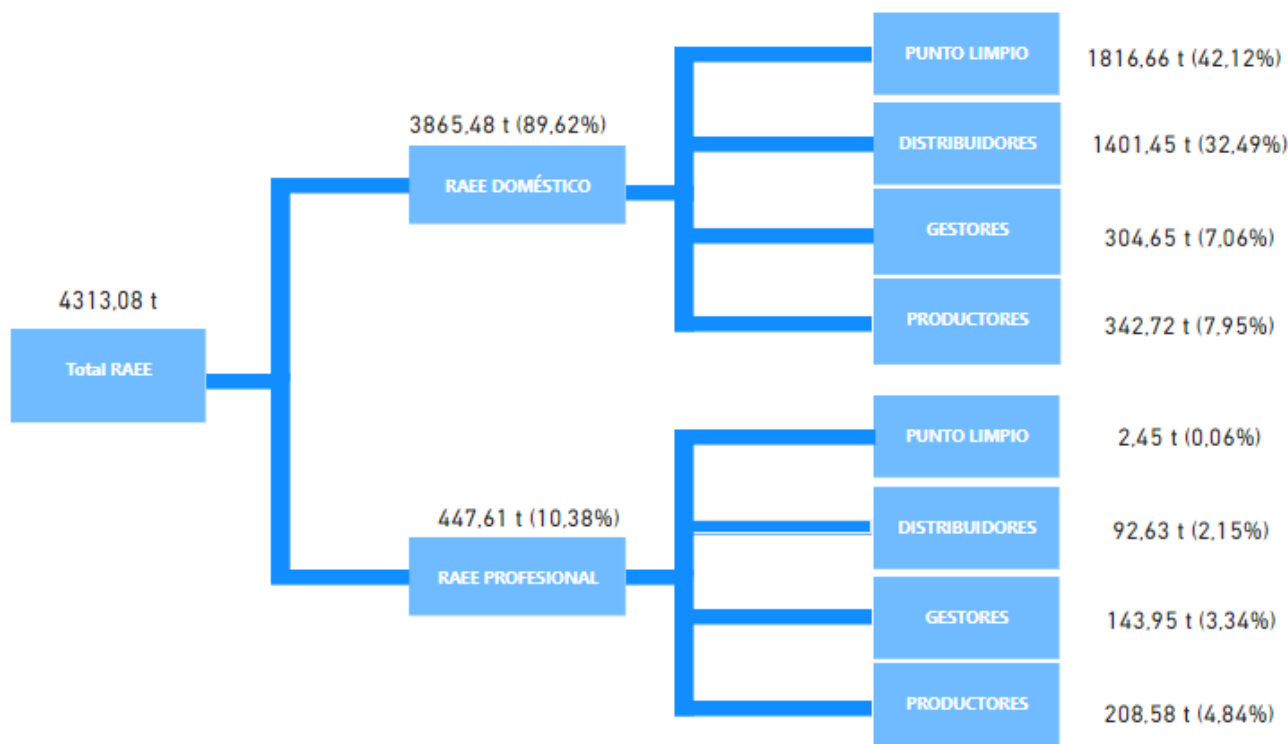 4313,08 t
Total RAEE
3865,48 t (89,62%)
RAEE DOMÉSTICO
PUNTO LIMPIO
1816,66 t (42,12%)
DISTRIBUIDORES
1401,45 t (32,49%)
GESTORES
304,65 t (7,06%)
PRODUCTORES
342,72 t (7,95%)
447,61 t (10,38%)
RAEE PROFESIONAL
PUNTO LIMPIO
2,45 t (0,06%)
DISTRIBUIDORES
92,63 t (2,15%)
GESTORES
143,95 t (3,34%)
PRODUCTORES
208,58 t (4,84%)